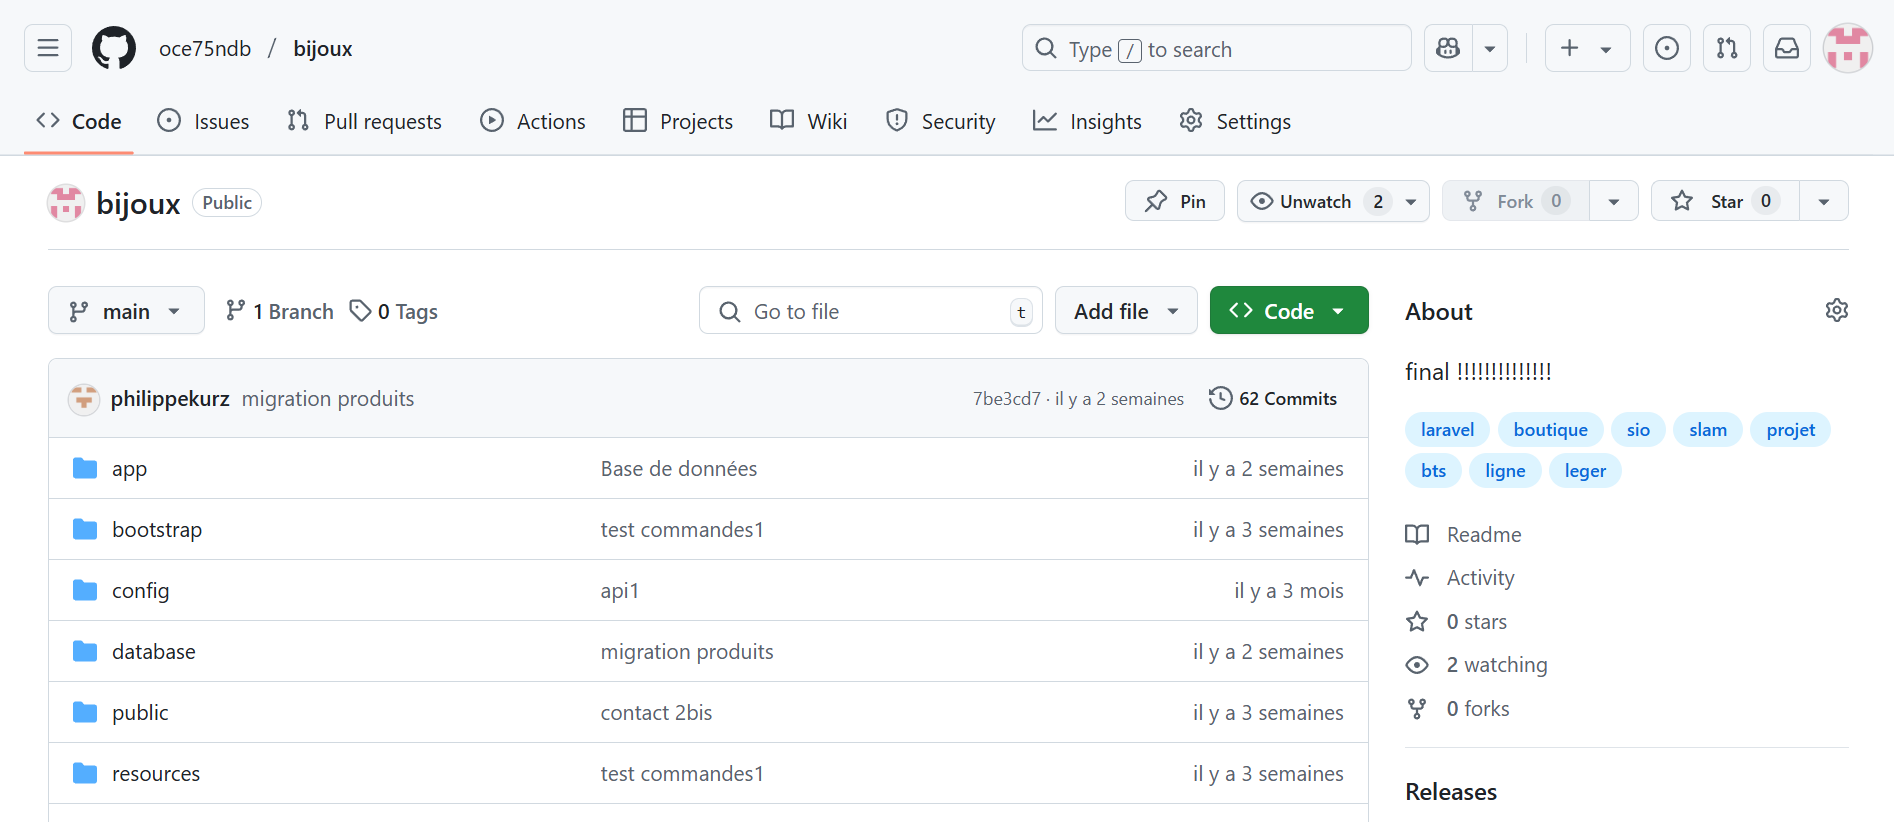 oce75ndb / bijoux
Type / to search
Code
Issues
Pull requests
Actions
Projects
Wiki
Security
Insights
Settings
bijoux Public
Pin
Unwatch 2
Fork 0
Star 0
main
1 Branch
0 Tags
Go to file t
Add file
Code
philippekurz migration produits 7be3cd7 · il y a 2 semaines 62 Commits
app Base de données il y a 2 semaines
bootstrap test commandes1 il y a 3 semaines
config api1 il y a 3 mois
database migration produits il y a 2 semaines
public contact 2bis il y a 3 semaines
resources test commandes1 il y a 3 semaines
About
final !!!!!!!!!!!!!!
laravel boutique sio slam projet
bts ligne leger
Readme
Activity
0 stars
2 watching
0 forks
Releases